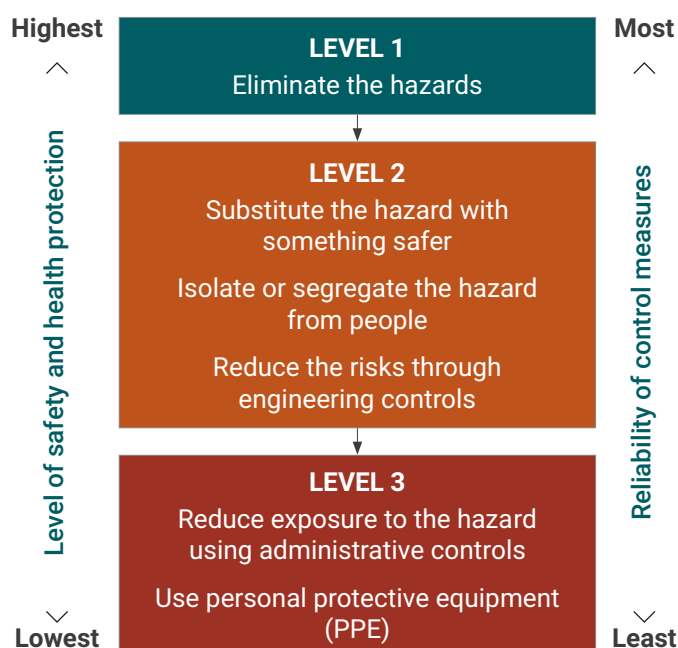 Highest
Most
LEVEL 1
Eliminate the hazards
LEVEL 2
Substitute the hazard with
something safer
Isolate or segregate the hazard
from people
Reduce the risks through
engineering controls
LEVEL 3
Reduce exposure to the hazard
using administrative controls
Use personal protective equipment
(PPE)
Level of safety and health protection
Reliability of control measures
Lowest
Least